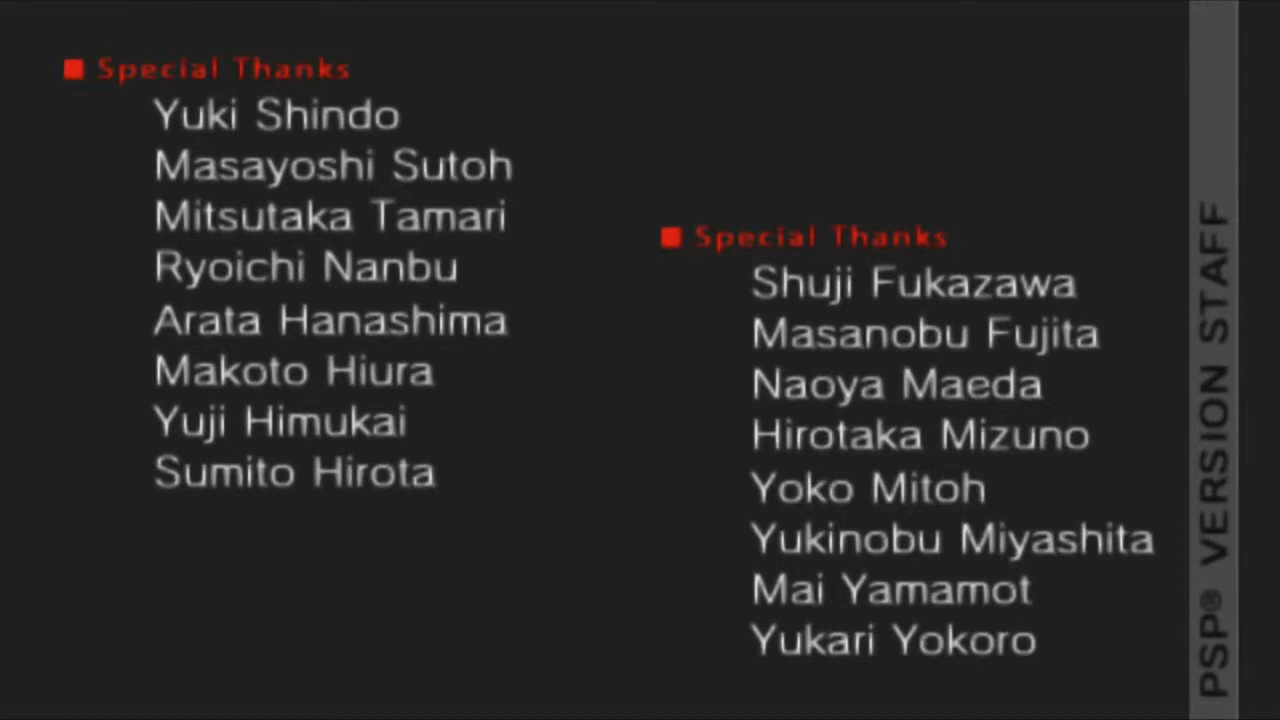 Special Thanks
Yuki Shindo
Masayoshi Sutoh
Mitsutaka Tamari
Ryoichi Nanbu
Arata Hanashima
Makoto Hiura
Yuji Himukai
Sumito Hirota
Special Thanks
Shuji Fukazawa
Masanobu Fujita
Naoya Maeda
Hirotaka Mizuno
Yoko Mitoh
Yukinobu Miyashita
Mai Yamamot
Yukari Yokoro
PSP® VERSION STAFF